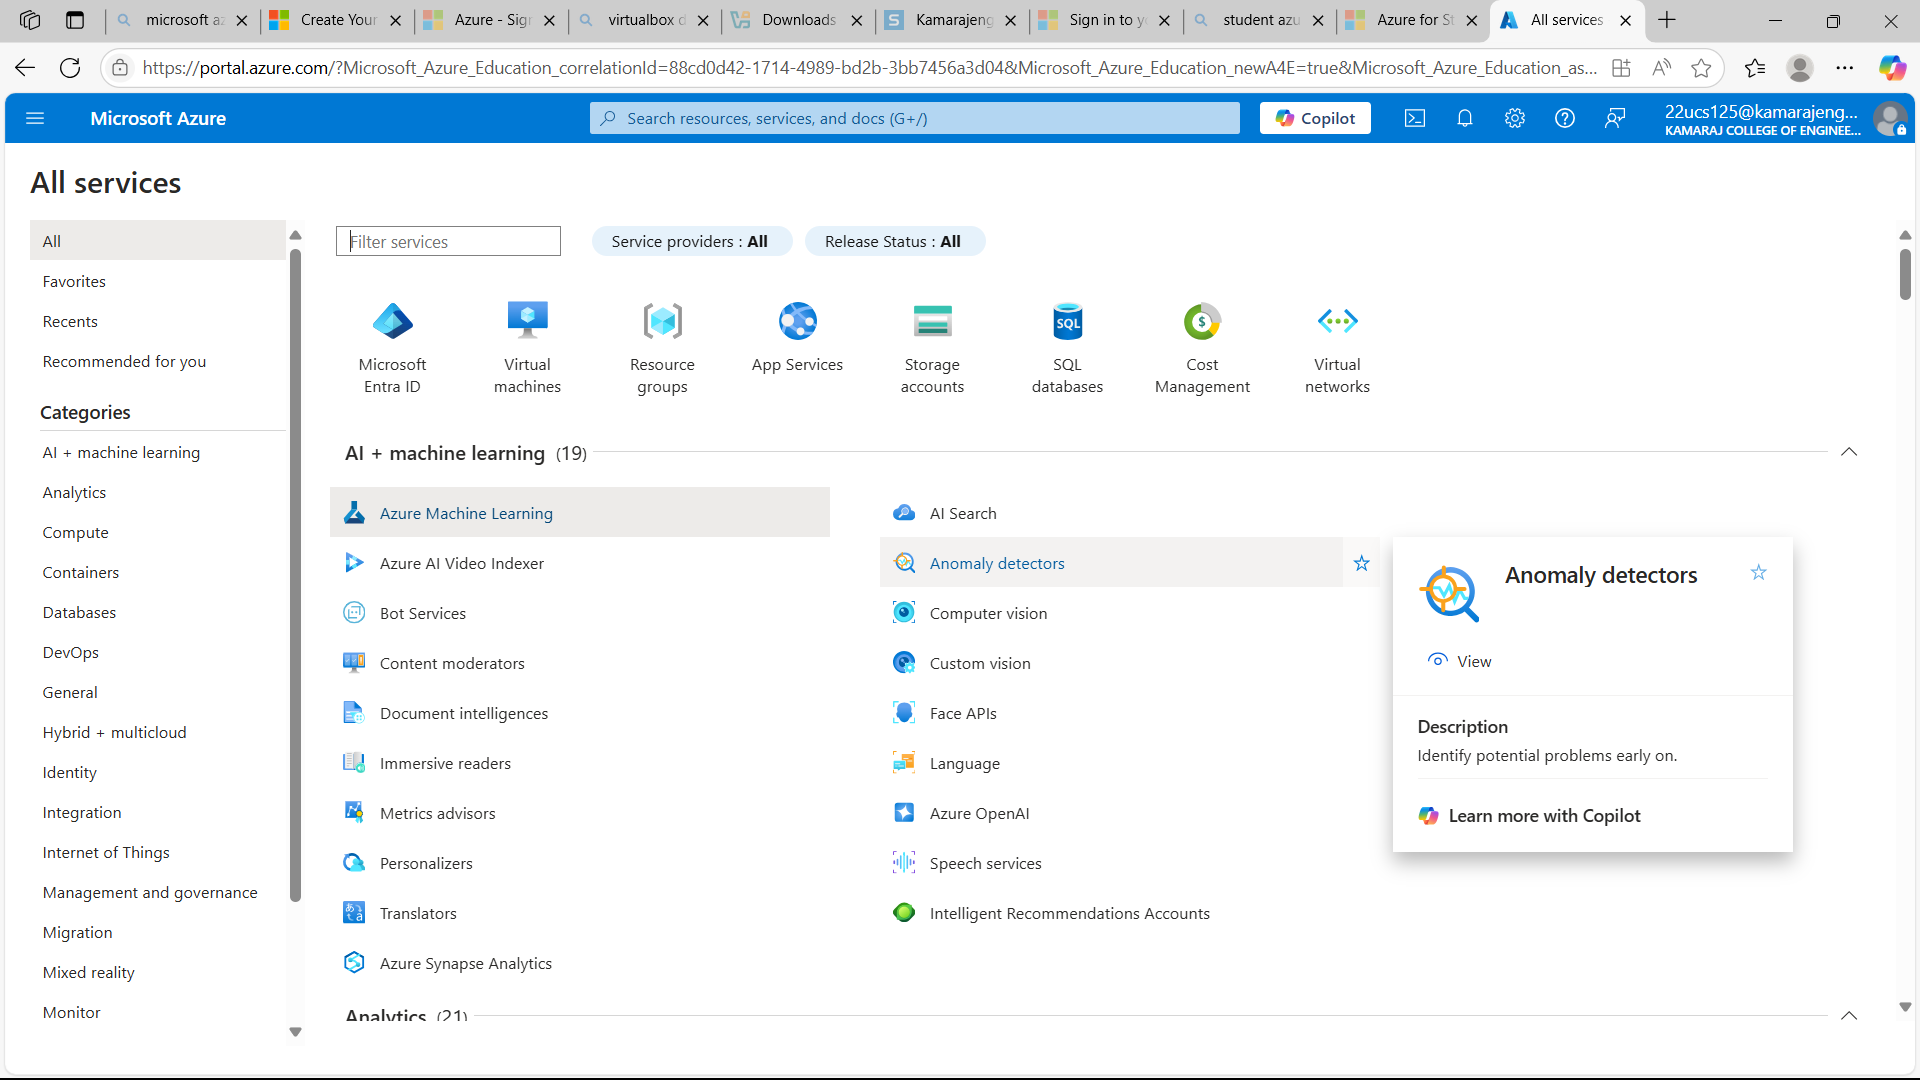 microsoft az
Create Your
Azure - Sign
virtualbox d
Downloads
Kamarajeng
Sign in to yo
student azu
Azure for St
All services
https://portal.azure.com/?Microsoft_Azure_Education_correlationId=88cd0d42-1714-4989-bd2b-3bb7456a3d04&Microsoft_Azure_Education_newA4E=true&Microsoft_Azure_Education_as...
Microsoft Azure
Search resources, services, and docs (G+/)
Copilot
22ucs125@kamarajeng...
KAMARAJ COLLEGE OF ENGINEE...
All services
All
Favorites
Recents
Recommended for you
Categories
AI + machine learning
Analytics
Compute
Containers
Databases
DevOps
General
Hybrid + multicloud
Identity
Integration
Internet of Things
Management and governance
Migration
Mixed reality
Monitor
Filter services
Service providers : All
Release Status : All
Microsoft
Entra ID
Virtual
machines
Resource
groups
App Services
Storage
accounts
SQL
SQL
databases
Cost
Management
Virtual
networks
AI + machine learning (19)
Azure Machine Learning
Azure AI Video Indexer
Bot Services
Content moderators
Document intelligences
Immersive readers
Metrics advisors
Personalizers
Translators
Azure Synapse Analytics
AI Search
Anomaly detectors
Computer vision
Custom vision
Face APIs
Language
Azure OpenAI
Speech services
Intelligent Recommendations Accounts
Anomaly detectors
View
Description
Identify potential problems early on.
Learn more with Copilot
Analytics (21)